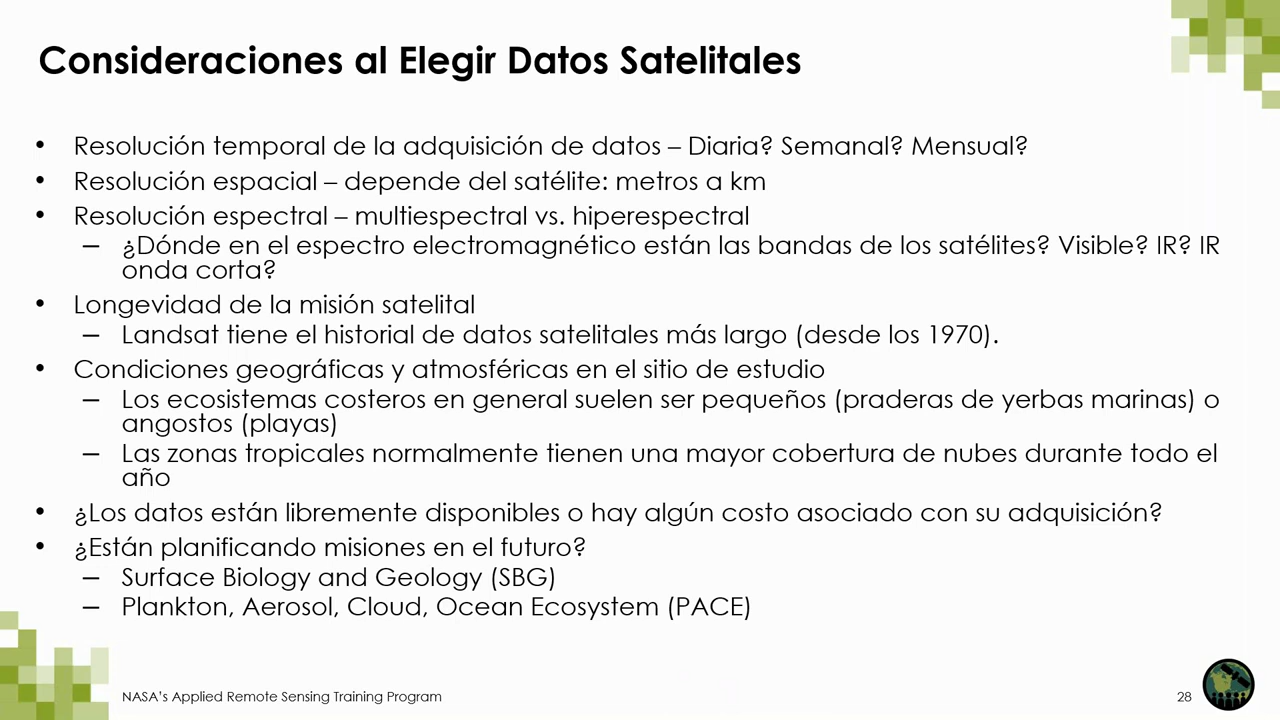 Consideraciones al Elegir Datos Satelitales
• Resolución temporal de la adquisición de datos – Diaria? Semanal? Mensual?
• Resolución espacial – depende del satélite: metros a km
• Resolución espectral – multiespectral vs. hiperespectral
– ¿Dónde en el espectro electromagnético están las bandas de los satélites? Visible? IR? IR
onda corta?
• Longevidad de la misión satelital
– Landsat tiene el historial de datos satelitales más largo (desde los 1970).
• Condiciones geográficas y atmosféricas en el sitio de estudio
– Los ecosistemas costeros en general suelen ser pequeños (praderas de yerbas marinas) o
angostos (playas)
– Las zonas tropicales normalmente tienen una mayor cobertura de nubes durante todo el
año
• ¿Los datos están libremente disponibles o hay algún costo asociado con su adquisición?
• ¿Están planificando misiones en el futuro?
– Surface Biology and Geology (SBG)
– Plankton, Aerosol, Cloud, Ocean Ecosystem (PACE)
NASA's Applied Remote Sensing Training Program
28